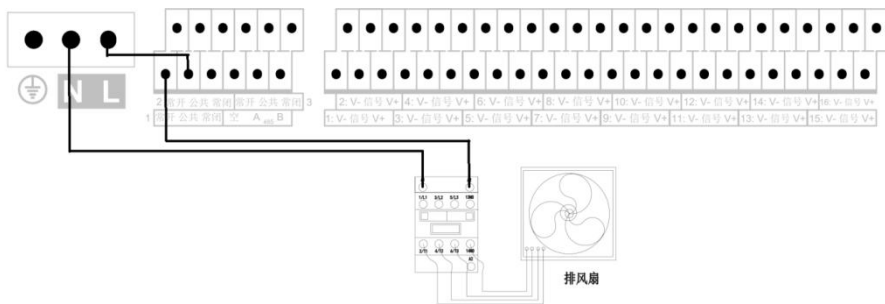 N L
2 常开 公共 常闭 常开 公共 常闭 3
1 常开 公共 常闭 空 A B
2: V- 信号 V+ 4: V- 信号 V+ 6: V- 信号 V+ 8: V- 信号 V+ 10: V- 信号 V+ 12: V- 信号 V+ 14: V- 信号 V+ 16: V- 信号 V+
1: V- 信号 V+ 3: V- 信号 V+ 5: V- 信号 V+ 7: V- 信号 V+ 9: V- 信号 V+ 11: V- 信号 V+ 13: V- 信号 V+ 15: V- 信号 V+
1/L1 3/L2 5/L3
2/T1 4/T2 6/T3
A2
排风扇